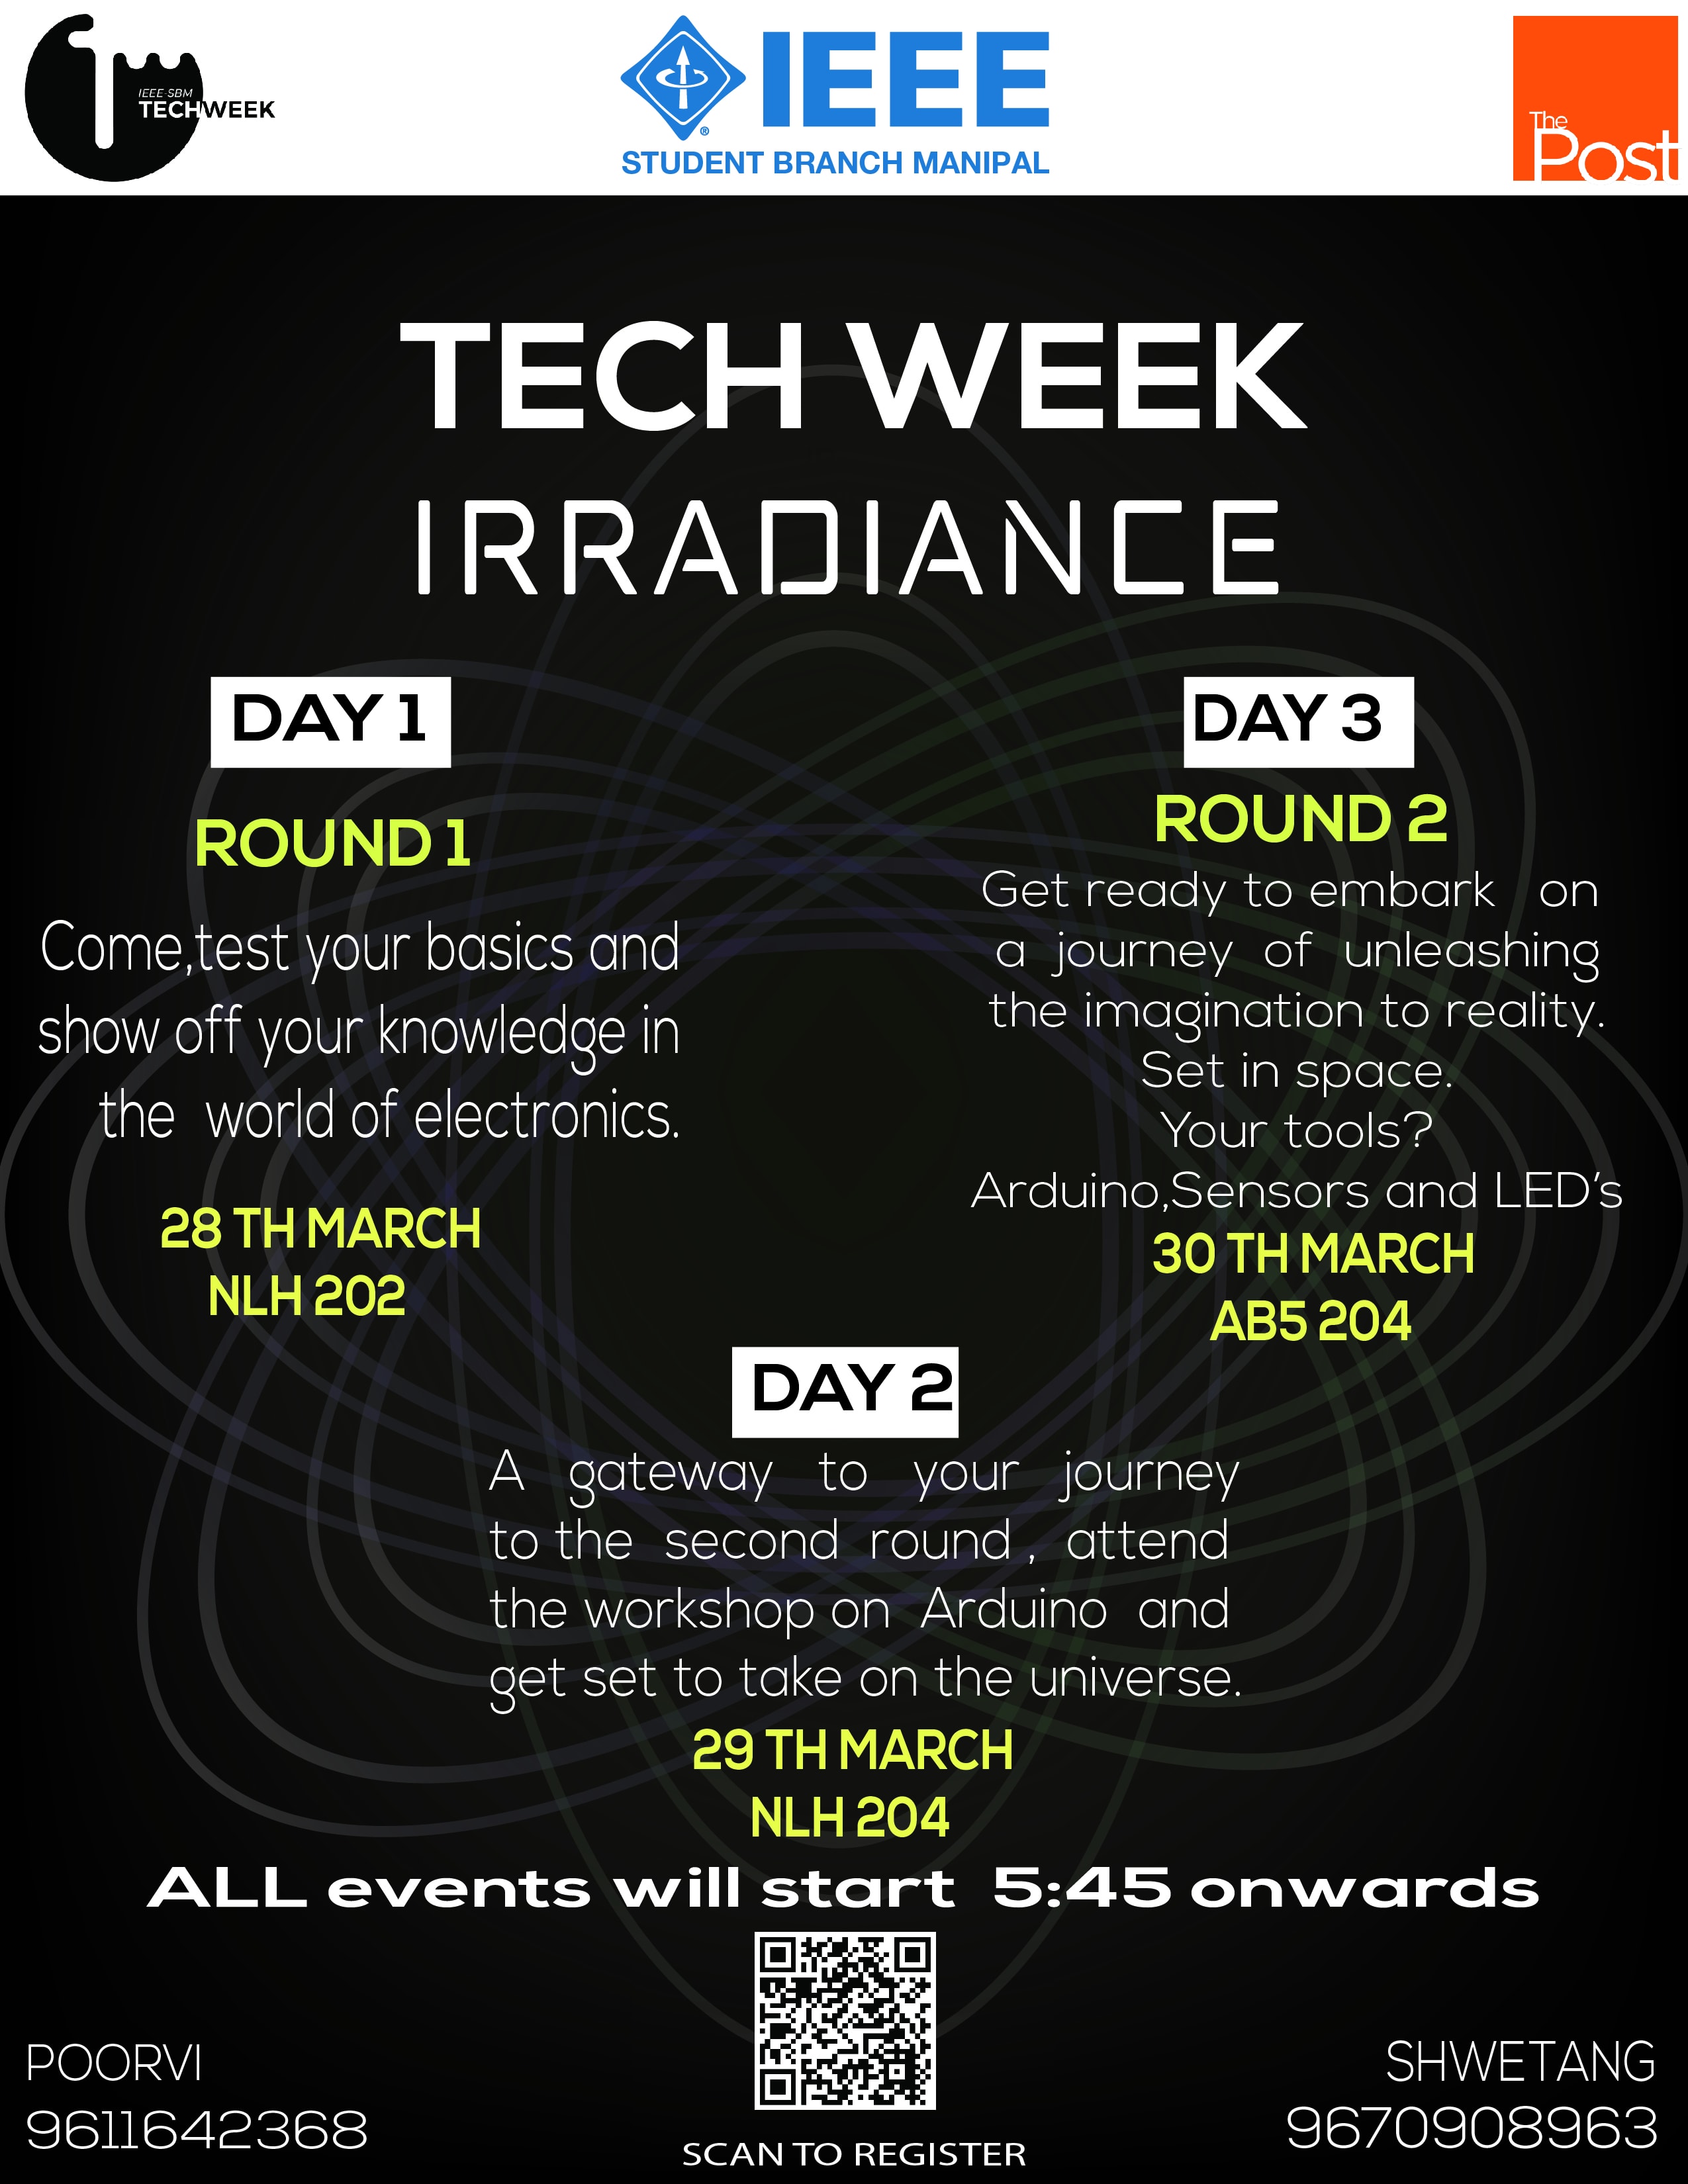 IEEE-SBM
TECHWEEK
IEEE
®
STUDENT BRANCH MANIPAL
The
Post
TECH WEEK
IRRADIANCE
DAY 1
ROUND 1
Come,test your basics and
show off your knowledge in
the world of electronics.
28 TH MARCH
NLH 202
DAY 3
ROUND 2
Get ready to embark on
a journey of unleashing
the imagination to reality.
Set in space.
Your tools?
Arduino,Sensors and LED's
30 TH MARCH
AB5 204
DAY 2
A gateway to your journey
to the second round , attend
the workshop on Arduino and
get set to take on the universe.
29 TH MARCH
NLH 204
ALL events will start 5:45 onwards
POORVI
9611642368
SCAN TO REGISTER
SHWETANG
9670908963